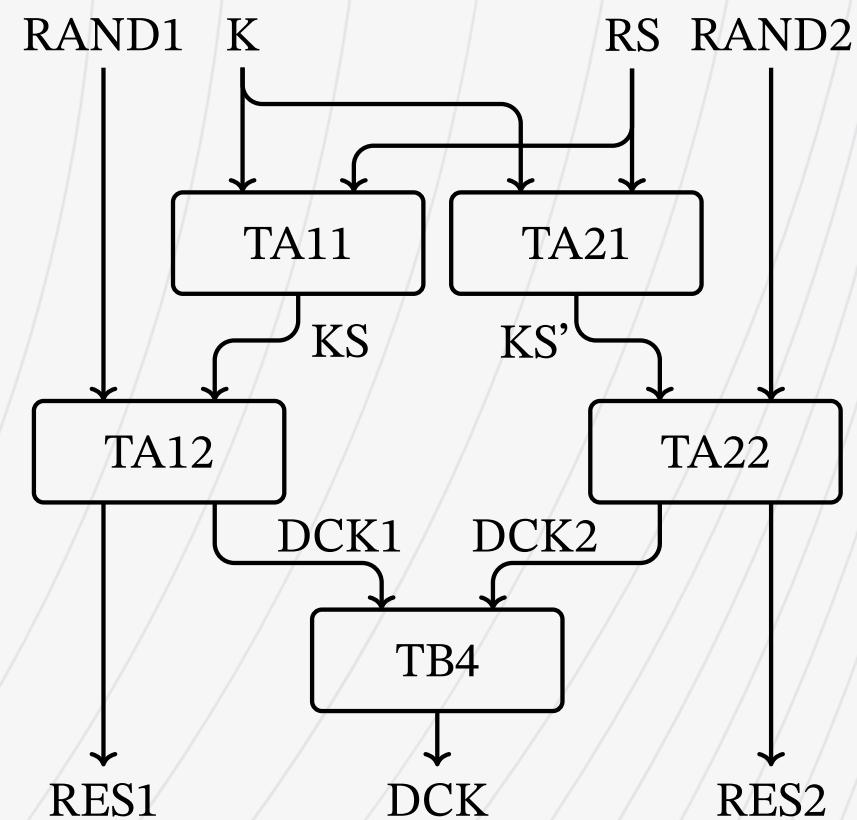 RAND1 K RS RAND2
TA11 TA21
KS KS’
TA12 TA22
DCK1 DCK2
TB4
RES1 DCK RES2